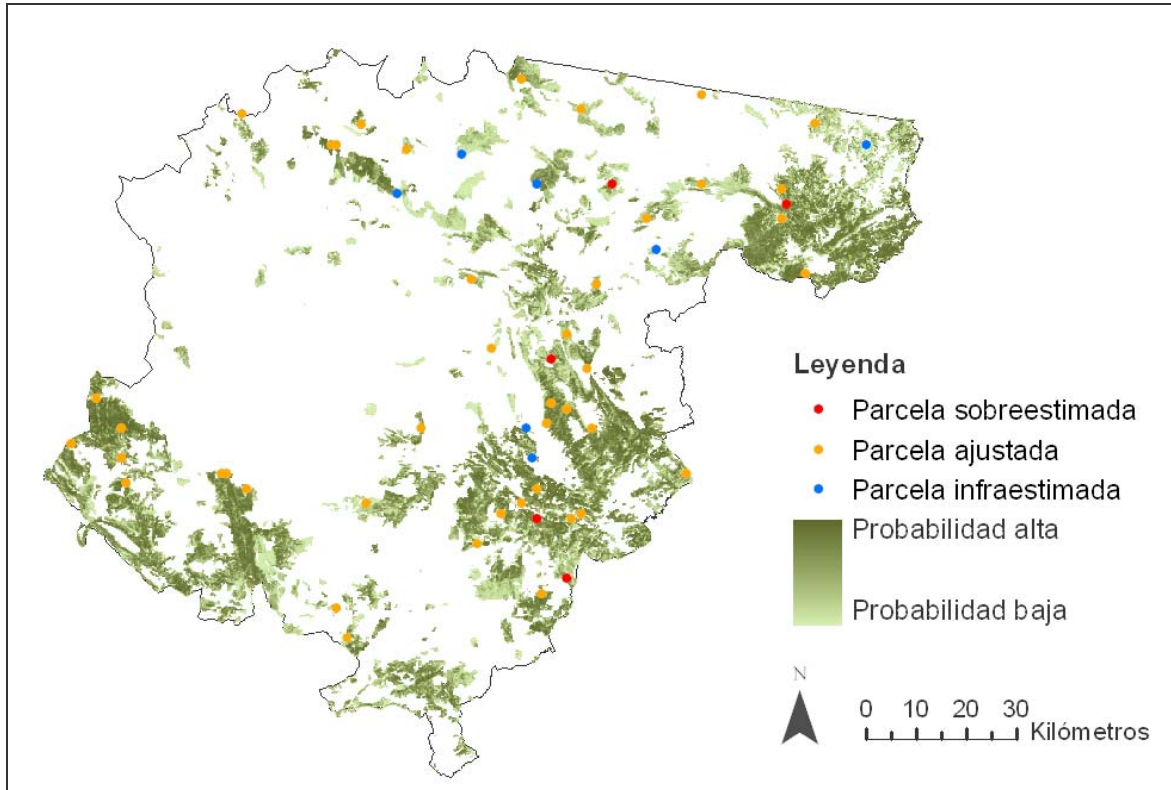 Leyenda
Parcela sobreestimada
Parcela ajustada
Parcela infraestimada
Probabilidad alta
Probabilidad baja
N
0 10 20 30
Kilómetros